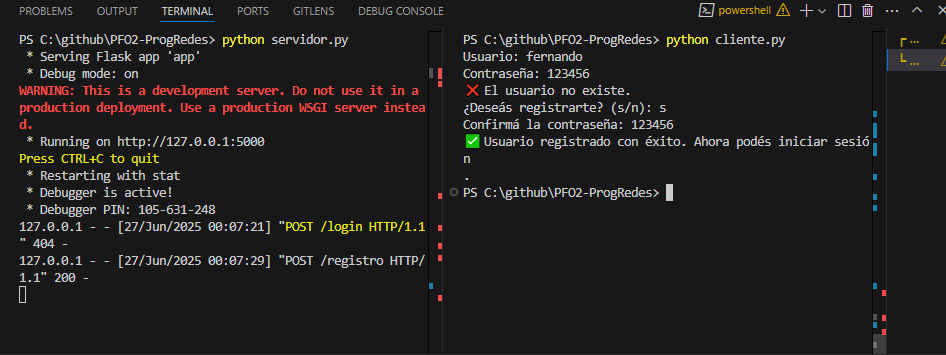 PROBLEMS OUTPUT TERMINAL PORTS GITLENS DEBUG CONSOLE
powershell
PS C:\github\PFO2-ProgRedes> python servidor.py
* Serving Flask app 'app'
* Debug mode: on
WARNING: This is a development server. Do not use it in a
production deployment. Use a production WSGI server instea
d.
* Running on http://127.0.0.1:5000
Press CTRL+C to quit
* Restarting with stat
* Debugger is active!
* Debugger PIN: 105-631-248
127.0.0.1 - - [27/Jun/2025 00:07:21] "POST /login HTTP/1.1
" 404 -
127.0.0.1 - - [27/Jun/2025 00:07:29] "POST /registro HTTP/
1.1" 200 -
PS C:\github\PFO2-ProgRedes> python cliente.py
Usuario: fernando
Contraseña: 123456
❌ El usuario no existe.
¿Deseás registrarte? (s/n): s
Confirmá la contraseña: 123456
✅ Usuario registrado con éxito. Ahora podés iniciar sesió
n
.
PS C:\github\PFO2-ProgRedes>